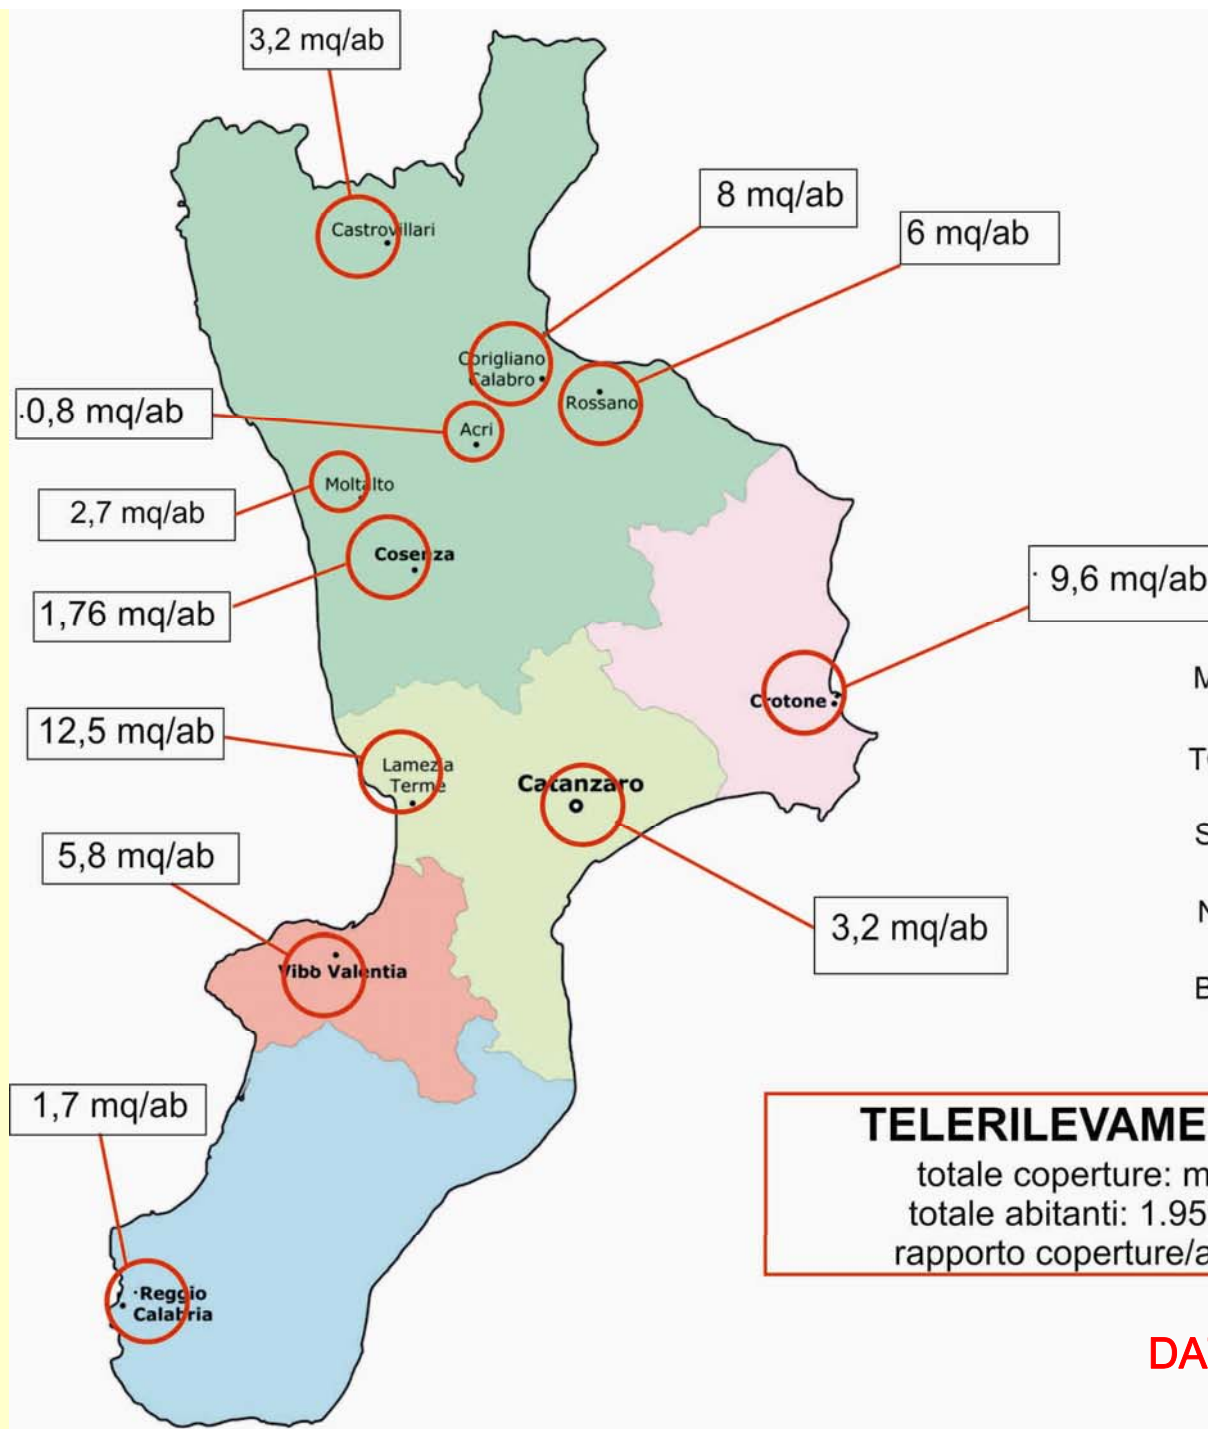 3,2 mq/ab
8 mq/ab
6 mq/ab
Castrovillari
Corigliano
Calabro
Rossano
.0,8 mq/ab
Acri
2,7 mq/ab
Moltalto
Cosenza
1,76 mq/ab
9,6 mq/ab
Crotone
12,5 mq/ab
Lamezia
Terme
Catanzaro
5,8 mq/ab
3,2 mq/ab
Vibo Valentia
1,7 mq/ab
Reggio
Calabria
M
S
N
B
TELERILEVAME
totale coperture: m
totale abitanti: 1.95
rapporto coperture/a